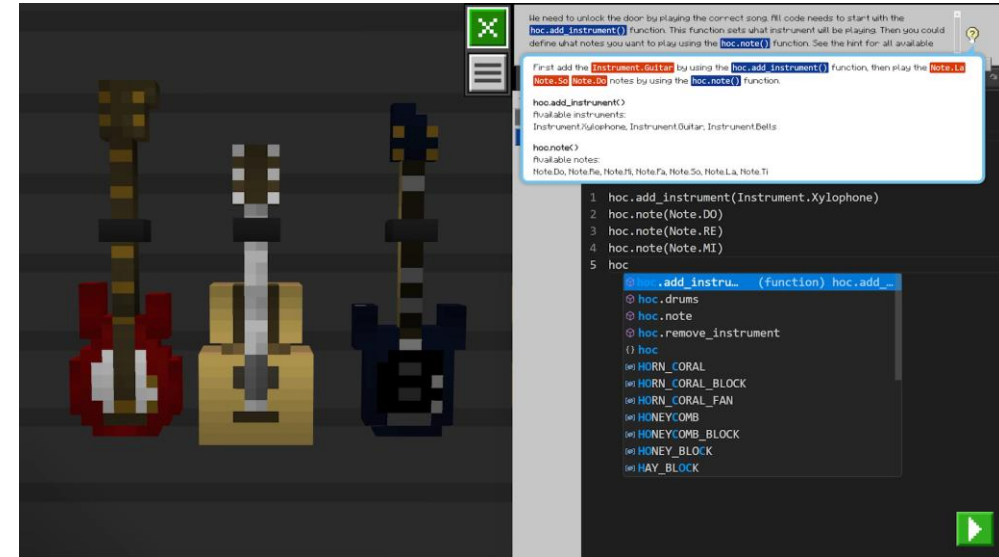 We need to unlock the door by playing the correct song. All code needs to start with the
hoc.add_instrument() function. This function sets what instrument will be playing. Then you could
define what notes you want to play using the hoc.note() function. See the hint for all available
First add the Instrument.Guitar by using the hoc.add_instrument() function, then play the Note.La
Note.So Note.Do notes by using the hoc.note() function.
hoc.add_instrument()
Available instruments:
Instrument.Xylophone, Instrument.Guitar, Instrument.Bells
hoc.note()
Available notes:
Note.Do, Note.Re, Note.Mi, Note.Fa, Note.So, Note.La, Note.Ti
1 hoc.add_instrument(Instrument.Xylophone)
2 hoc.note(Note.DO)
3 hoc.note(Note.RE)
4 hoc.note(Note.MI)
5 hoc
hoc.add_instru… (function) hoc.add_…
hoc.drums
hoc.note
hoc.remove_instrument
{} hoc
HORN_CORAL
HORN_CORAL_BLOCK
HORN_CORAL_FAN
HONEYCOMB
HONEYCOMB_BLOCK
HONEY_BLOCK
HAY_BLOCK